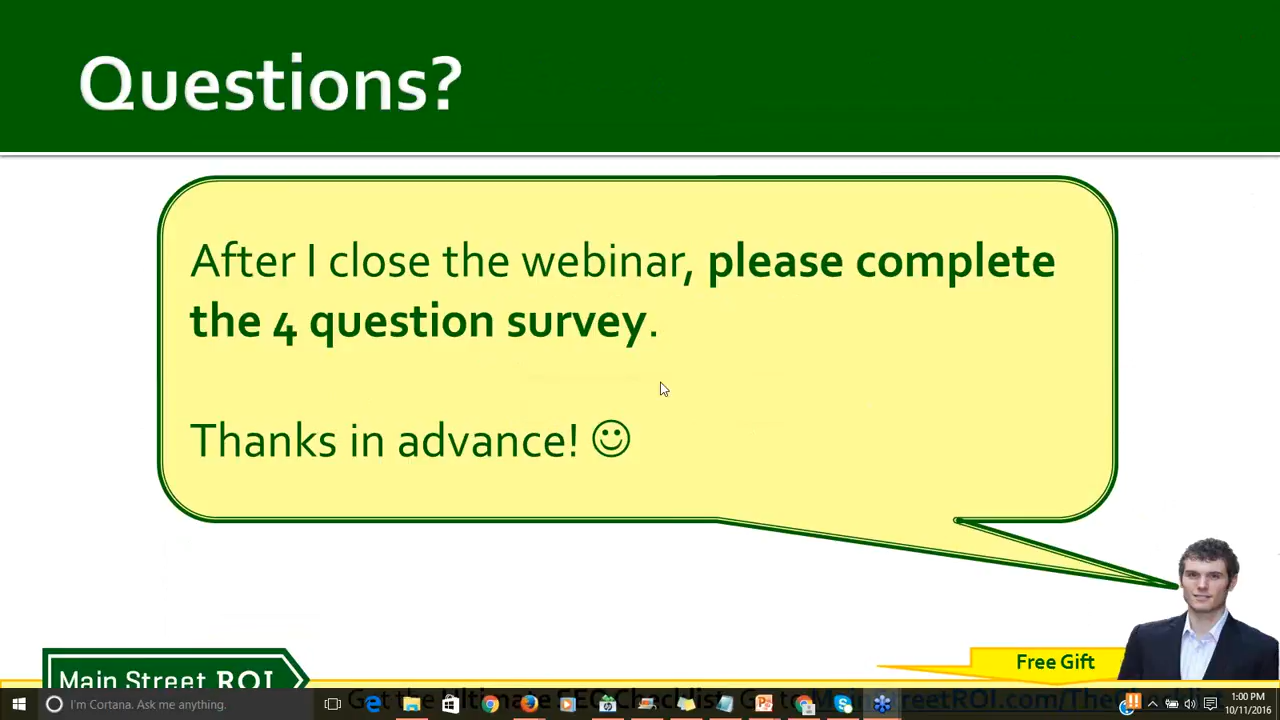 Questions?
After I close the webinar, please complete
the 4 question survey.
Thanks in advance! ☺
Free Gift
Main Street ROI
I'm Cortana. Ask me anything.
1:00 PM
10/11/2016